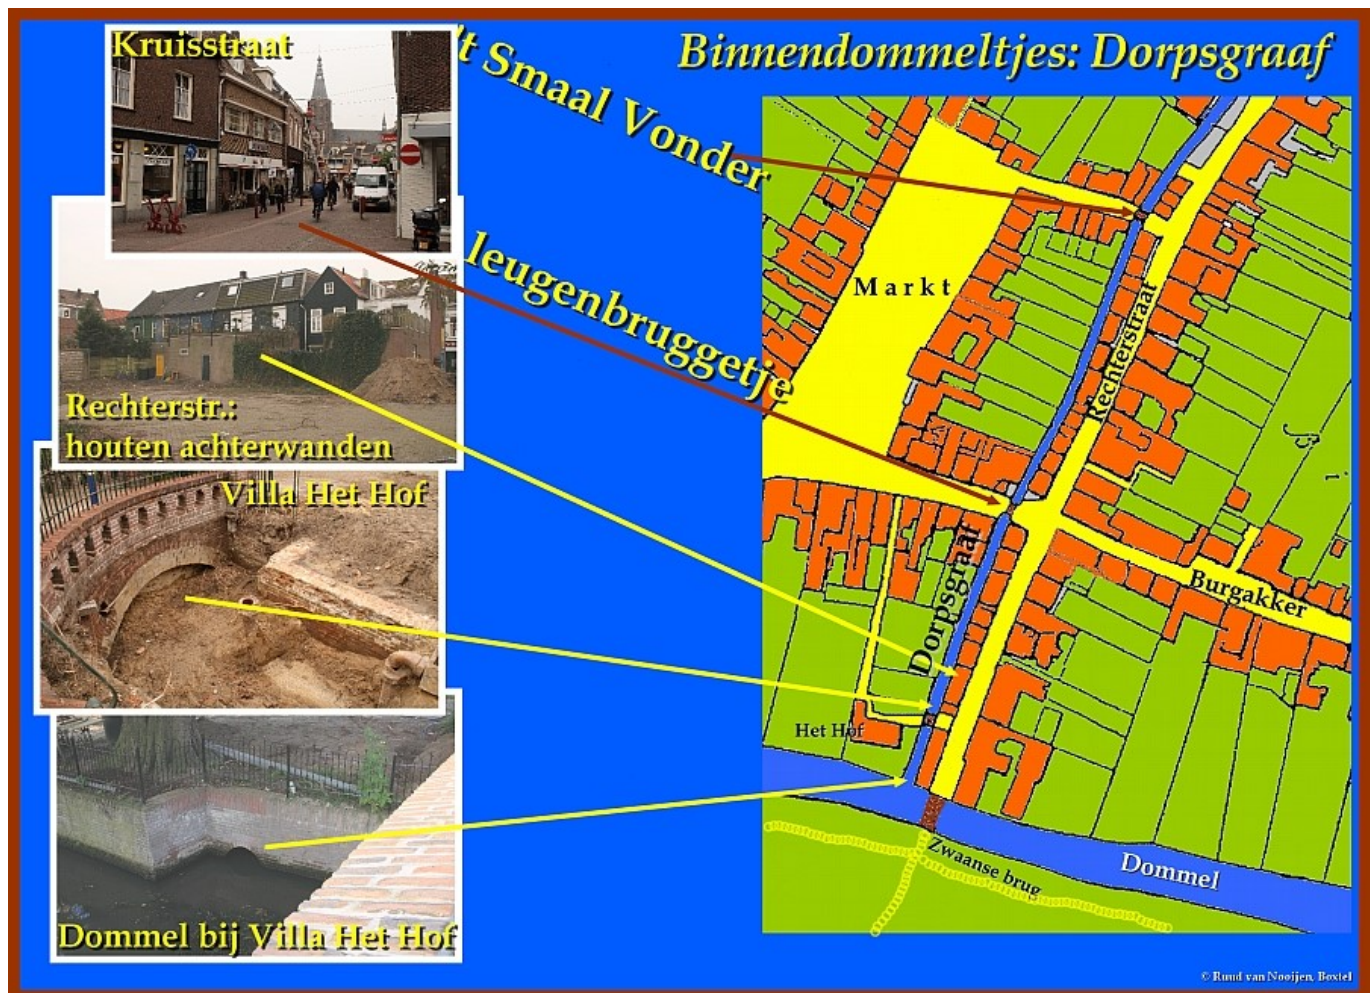 Binnendommeltjes: Dorpsgraaf
Kruisstraat
't Smaal Vonder
leugenbruggetje
Rechterstr.:
houten achterwanden
Villa Het Hof
Dommel bij Villa Het Hof
Markt
Rechterstraat
Dorpsgraaf
Burgakker
Het Hof
Zwaanse brug
Dommel
© Ruud van Nooijen, Boxtel